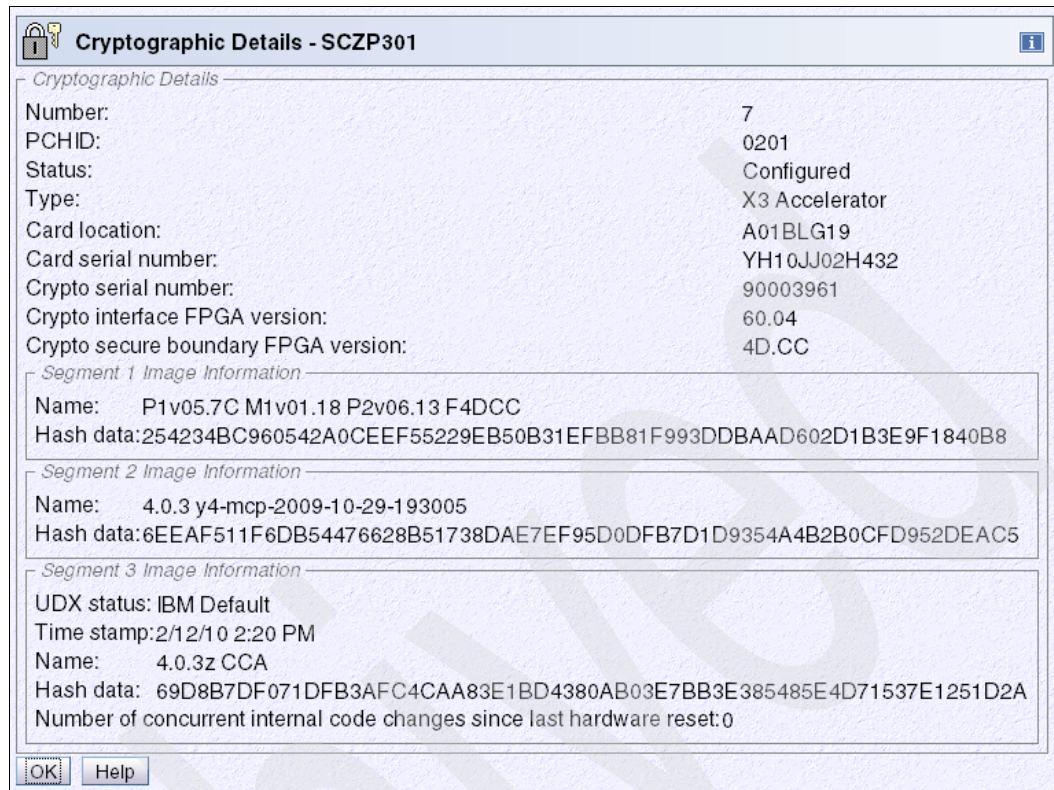 Cryptographic Details - SCZP301
Cryptographic Details
Number: 7
PCHID: 0201
Status: Configured
Type: X3 Accelerator
Card location: A01BLG19
Card serial number: YH10JJ02H432
Crypto serial number: 90003961
Crypto interface FPGA version: 60.04
Crypto secure boundary FPGA version: 4D.CC
Segment 1 Image Information
Name: P1v05.7C M1v01.18 P2v06.13 F4DCC
Hash data:254234BC960542A0CEEF55229EB50B31EFBB81F993DDBAAD602D1B3E9F1840B8
Segment 2 Image Information
Name: 4.0.3 y4-mcp-2009-10-29-193005
Hash data:6EEAF511F6DB54476628B51738DAE7EF95D0DFB7D1D9354A4B2B0CFD952DEAC5
Segment 3 Image Information
UDX status: IBM Default
Time stamp:2/12/10 2:20 PM
Name: 4.0.3z CCA
Hash data: 69D8B7DF071DFB3AFC4CAA83E1BD4380AB03E7BB3E385485E4D71537E1251D2A
Number of concurrent internal code changes since last hardware reset:0
OK Help